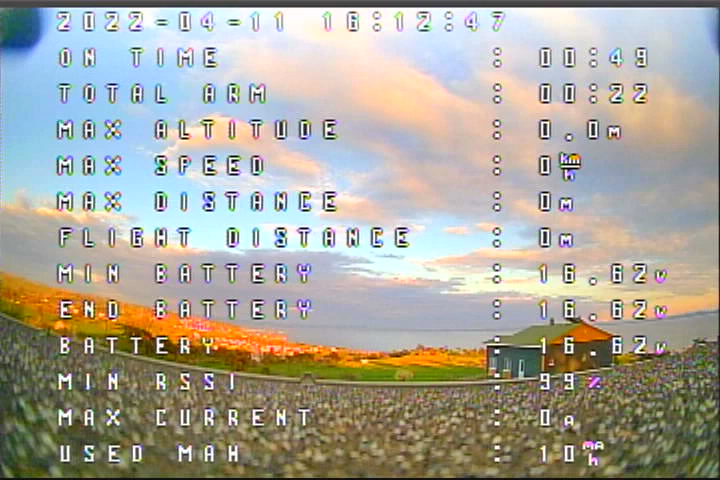 2022-04-11 16:12:47
ON TIME : 00:49
TOTAL ARM : 00:22
MAX ALTITUDE : 0.0m
MAX SPEED : 0km/h
MAX DISTANCE : 0m
FLIGHT DISTANCE : 0m
MIN BATTERY : 16.62v
END BATTERY : 16.62v
BATTERY : 16.62v
MIN RSSI : 99%
MAX CURRENT : 0A
USED MAH : 10mAh